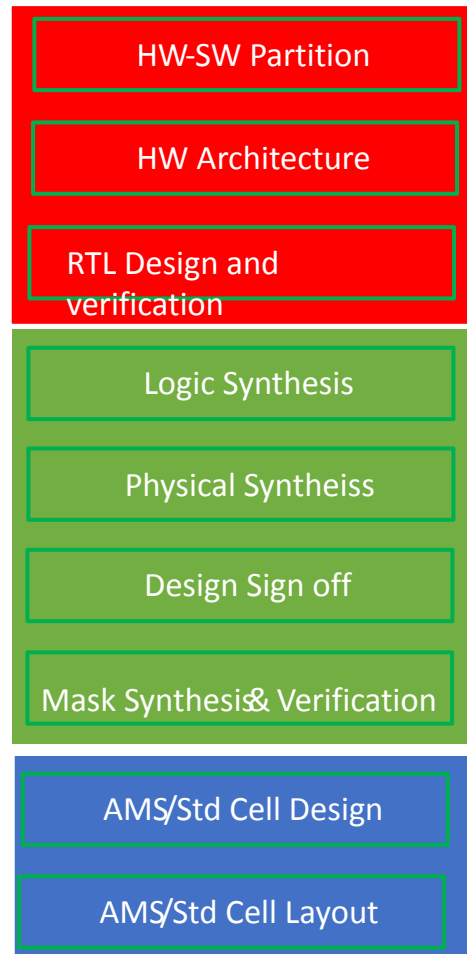 HW-SW Partition
HW Architecture
RTL Design and
verification
Logic Synthesis
Physical Syntheiss
Design Sign off
Mask Synthesis& Verification
AMS/Std Cell Design
AMS/Std Cell Layout